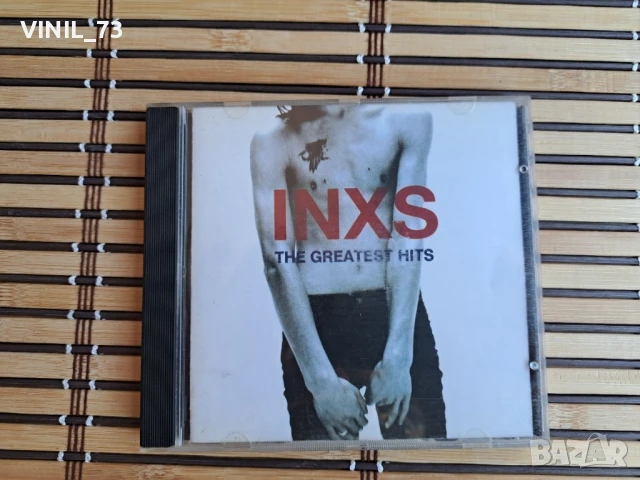 VINIL_73
INXS
THE GREATEST HITS
BAZAR